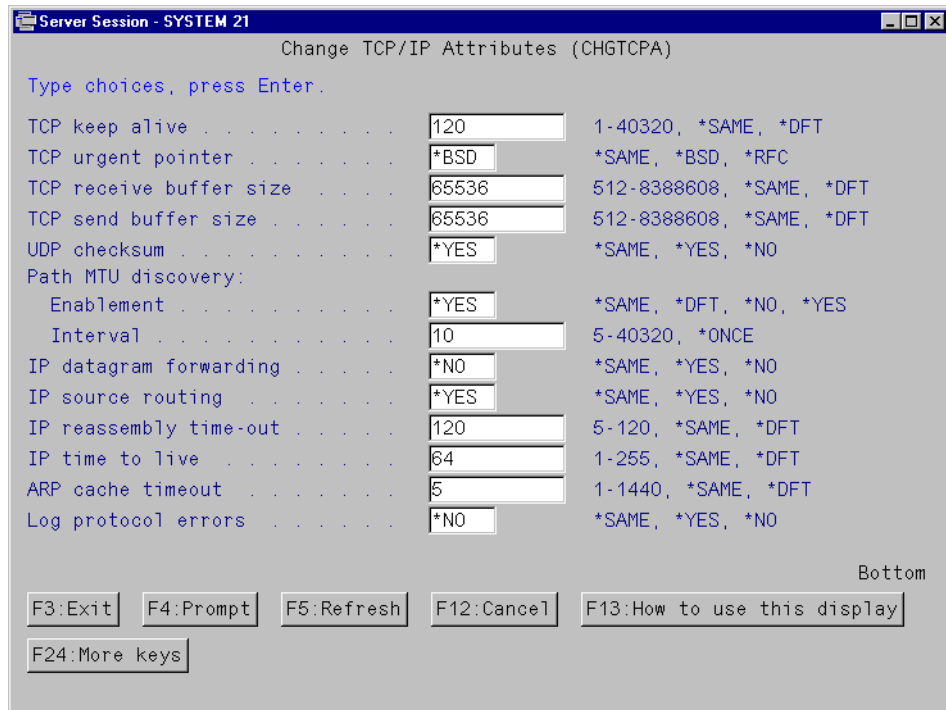 Server Session - SYSTEM 21
Change TCP/IP Attributes (CHGTCPA)
Type choices, press Enter.
TCP keep alive . . . . . . . . . 120 1-40320, *SAME, *DFT
TCP urgent pointer . . . . . . . *BSD *SAME, *BSD, *RFC
TCP receive buffer size . . . . 65536 512-8388608, *SAME, *DFT
TCP send buffer size . . . . . . 65536 512-8388608, *SAME, *DFT
UDP checksum . . . . . . . . . . *YES *SAME, *YES, *NO
Path MTU discovery:
Enablement . . . . . . . . . . *YES *SAME, *DFT, *NO, *YES
Interval . . . . . . . . . . . 10 5-40320, *ONCE
IP datagram forwarding . . . . . *NO *SAME, *YES, *NO
IP source routing . . . . . . . *YES *SAME, *YES, *NO
IP reassembly time-out . . . . . 120 5-120, *SAME, *DFT
IP time to live . . . . . . . . 64 1-255, *SAME, *DFT
ARP cache timeout . . . . . . . 5 1-1440, *SAME, *DFT
Log protocol errors . . . . . . *NO *SAME, *YES, *NO
Bottom
F3:Exit F4:Prompt F5:Refresh F12:Cancel F13:How to use this display
F24:More keys